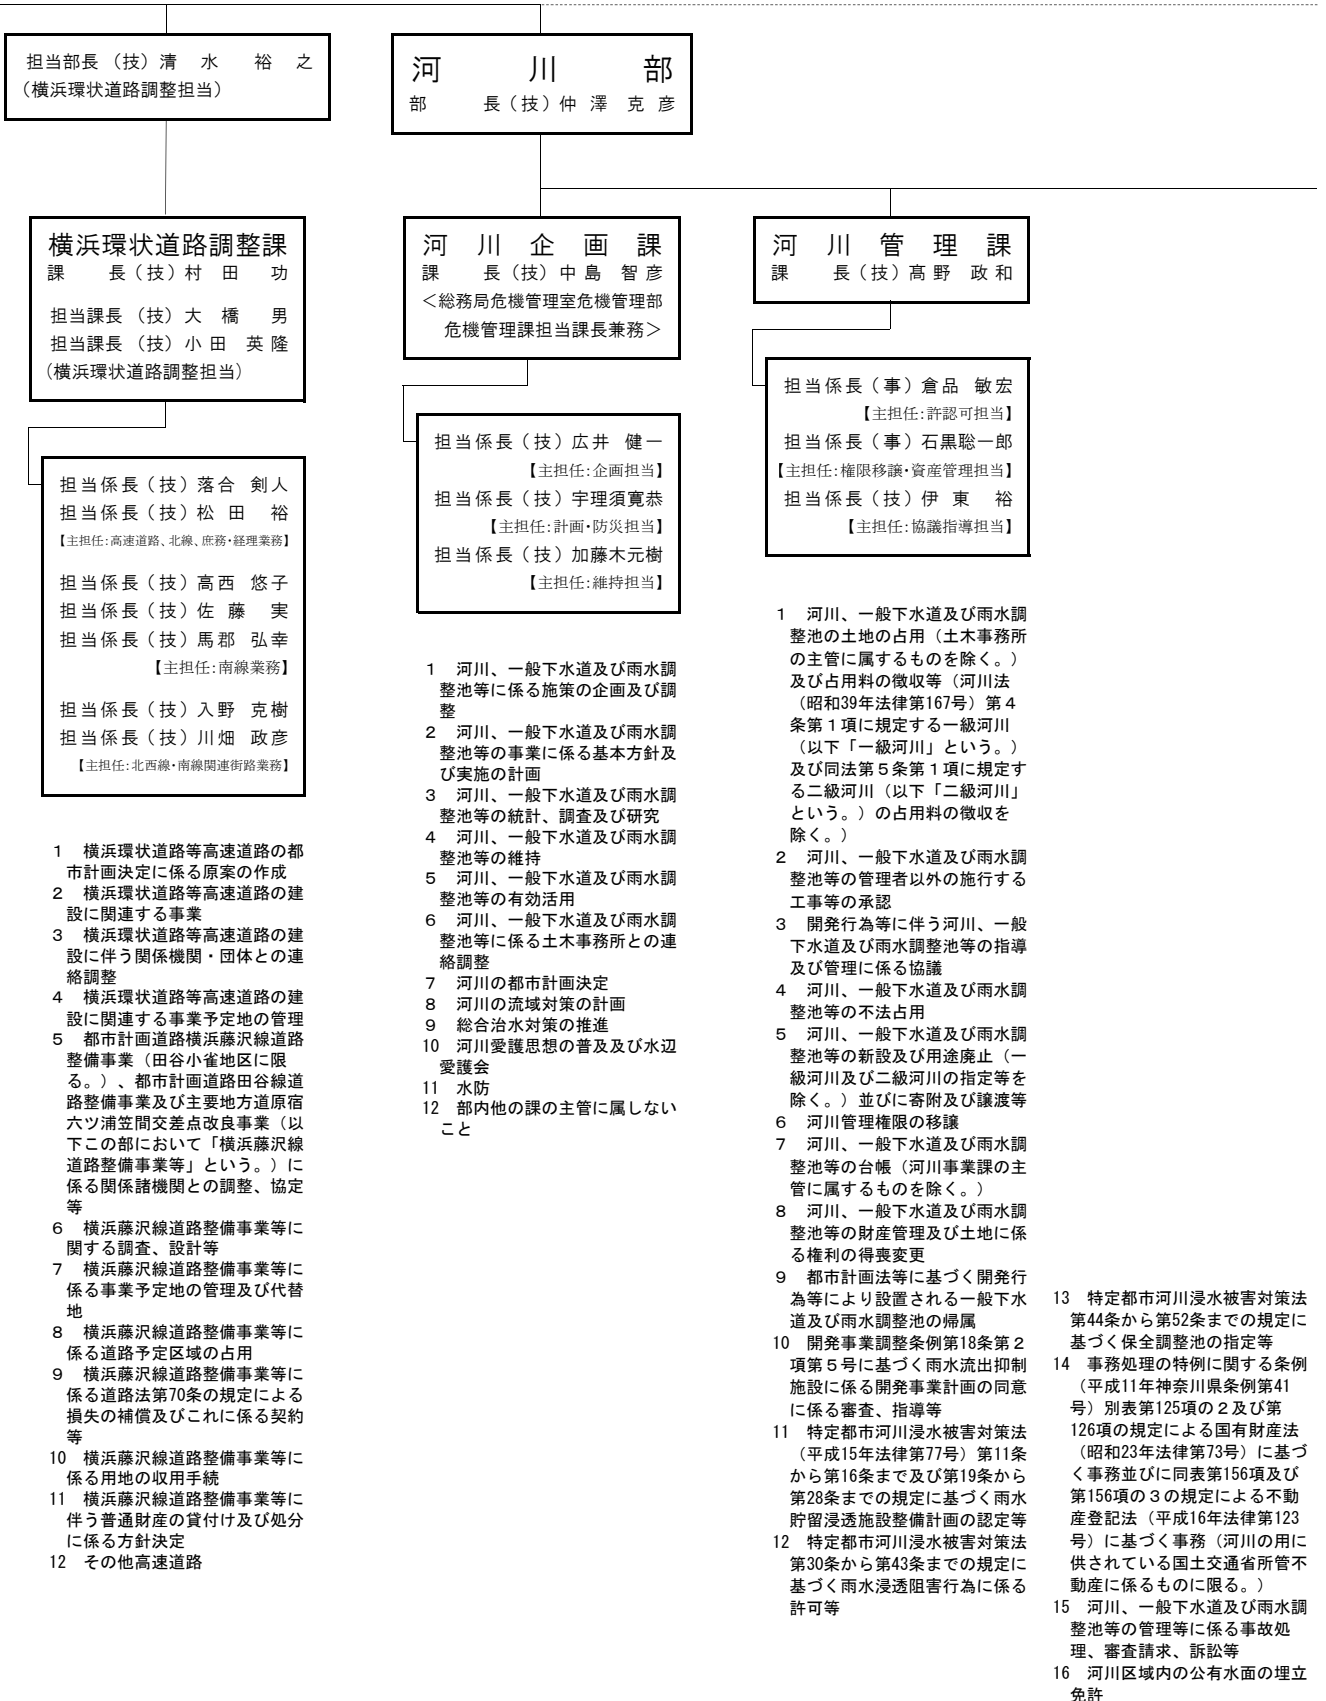 担当部長（技）清　水　　裕　之
（横浜環状道路調整担当）
横浜環状道路調整課
課　　長（技）村　田　　功
担当課長（技）大　橋　　男
担当課長（技）小 田　英 隆
（横浜環状道路調整担当）
担当係長（技）落合　剣人
担当係長（技）松　田　　裕
【主担任：高速道路、北線、庶務・経理業務】
担当係長（技）高西　悠子
担当係長（技）佐　藤　　実
担当係長（技）馬郡　弘幸
【主担任：南線業務】
担当係長（技）入野　克樹
担当係長（技）川畑　政彦
【主担任：北西線・南線関連街路業務】
1　横浜環状道路等高速道路の都
市計画決定に係る原案の作成
2　横浜環状道路等高速道路の建
設に関連する事業
3　横浜環状道路等高速道路の建
設に伴う関係機関・団体との連
絡調整
4　横浜環状道路等高速道路の建
設に関連する事業予定地の管理
5　都市計画道路横浜藤沢線道路
整備事業（田谷小雀地区に限
る。）、都市計画道路田谷線道
路整備事業及び主要地方道原宿
六ツ浦笠間交差点改良事業（以
下この部において「横浜藤沢線
道路整備事業等」という。）に
係る関係諸機関との調整、協定
等
6　横浜藤沢線道路整備事業等に
関する調査、設計等
7　横浜藤沢線道路整備事業等に
係る事業予定地の管理及び代替
地
8　横浜藤沢線道路整備事業等に
係る道路予定区域の占用
9　横浜藤沢線道路整備事業等に
係る道路法第70条の規定による
損失の補償及びこれに係る契約
等
10　横浜藤沢線道路整備事業等に
係る用地の収用手続
11　横浜藤沢線道路整備事業等に
伴う普通財産の貸付け及び処分
に係る方針決定
12　その他高速道路
河　川　部
部　　長（技）仲 澤　克 彦
河　川　企　画　課
課　　長（技）中 島　智 彦
＜総務局危機管理室危機管理部
危機管理課担当課長兼務＞
担当係長（技）広井　健一
【主担任：企画担当】
担当係長（技）宇理須寛恭
【主担任：計画・防災担当】
担当係長（技）加藤木元樹
【主担任：維持担当】
1　河川、一般下水道及び雨水調
整池等に係る施策の企画及び調
整
2　河川、一般下水道及び雨水調
整池等の事業に係る基本方針及
び実施の計画
3　河川、一般下水道及び雨水調
整池等の統計、調査及び研究
4　河川、一般下水道及び雨水調
整池等の維持
5　河川、一般下水道及び雨水調
整池等の有効活用
6　河川、一般下水道及び雨水調
整池等に係る土木事務所との連
絡調整
7　河川の都市計画決定
8　河川の流域対策の計画
9　総合治水対策の推進
10　河川愛護思想の普及及び水辺
愛護会
11　水防
12　部内他の課の主管に属しない
こと
河　川　管　理　課
課　　長（技）髙野　政和
担当係長（事）倉品　敏宏
【主担任：許認可担当】
担当係長（事）石黒聡一郎
【主担任：権限移譲・資産管理担当】
担当係長（技）伊　東　　裕
【主担任：協議指導担当】
1　河川、一般下水道及び雨水調
整池の土地の占用（土木事務所
の主管に属するものを除く。）
及び占用料の徴収等（河川法
（昭和39年法律第167号）第４
条第１項に規定する一級河川
（以下「一級河川」という。）
及び同法第５条第１項に規定す
る二級河川（以下「二級河川」
という。）の占用料の徴収を
除く。）
2　河川、一般下水道及び雨水調
整池等の管理者以外の施行する
工事等の承認
3　開発行為等に伴う河川、一般
下水道及び雨水調整池等の指導
及び管理に係る協議
4　河川、一般下水道及び雨水調
整池等の不法占用
5　河川、一般下水道及び雨水調
整池等の新設及び用途廃止（一
級河川及び二級河川の指定等を
除く。）並びに寄附及び譲渡等
6　河川管理権限の移譲
7　河川、一般下水道及び雨水調
整池等の台帳（河川事業課の主
管に属するものを除く。）
8　河川、一般下水道及び雨水調
整池等の財産管理及び土地に係
る権利の得喪変更
9　都市計画法等に基づく開発行
為等により設置される一般下水
道及び雨水調整池の帰属
10　開発事業調整条例第18条第２
項第５号に基づく雨水流出抑制
施設に係る開発事業計画の同意
に係る審査、指導等
11　特定都市河川浸水被害対策法
（平成15年法律第77号）第11条
から第16条まで及び第19条から
第28条までの規定に基づく雨水
貯留浸透施設整備計画の認定等
12　特定都市河川浸水被害対策法
第30条から第43条までの規定に
基づく雨水浸透阻害行為に係る
許可等
13　特定都市河川浸水被害対策法
第44条から第52条までの規定に
基づく保全調整池の指定等
14　事務処理の特例に関する条例
（平成11年神奈川県条例第41
号）別表第125項の２及び第
126項の規定による国有財産法
（昭和23年法律第73号）に基づ
く事務並びに同表第156項及び
第156項の３の規定による不動
産登記法（平成16年法律第123
号）に基づく事務（河川の用に
供されている国土交通省所管不
動産に係るものに限る。）
15　河川、一般下水道及び雨水調
整池等の管理等に係る事故処
理、審査請求、訴訟等
16　河川区域内の公有水面の埋立
免許